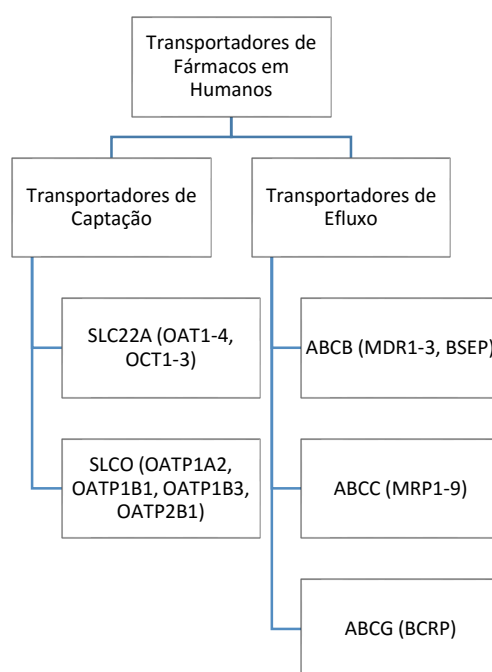 Transportadores de
Fármacos em
Humanos
Transportadores de
Captação
Transportadores de
Efluxo
SLC22A (OAT1-4,
OCT1-3)
ABCB (MDR1-3, BSEP)
SLCO (OATP1A2,
OATP1B1, OATP1B3,
OATP2B1)
ABCC (MRP1-9)
ABCG (BCRP)